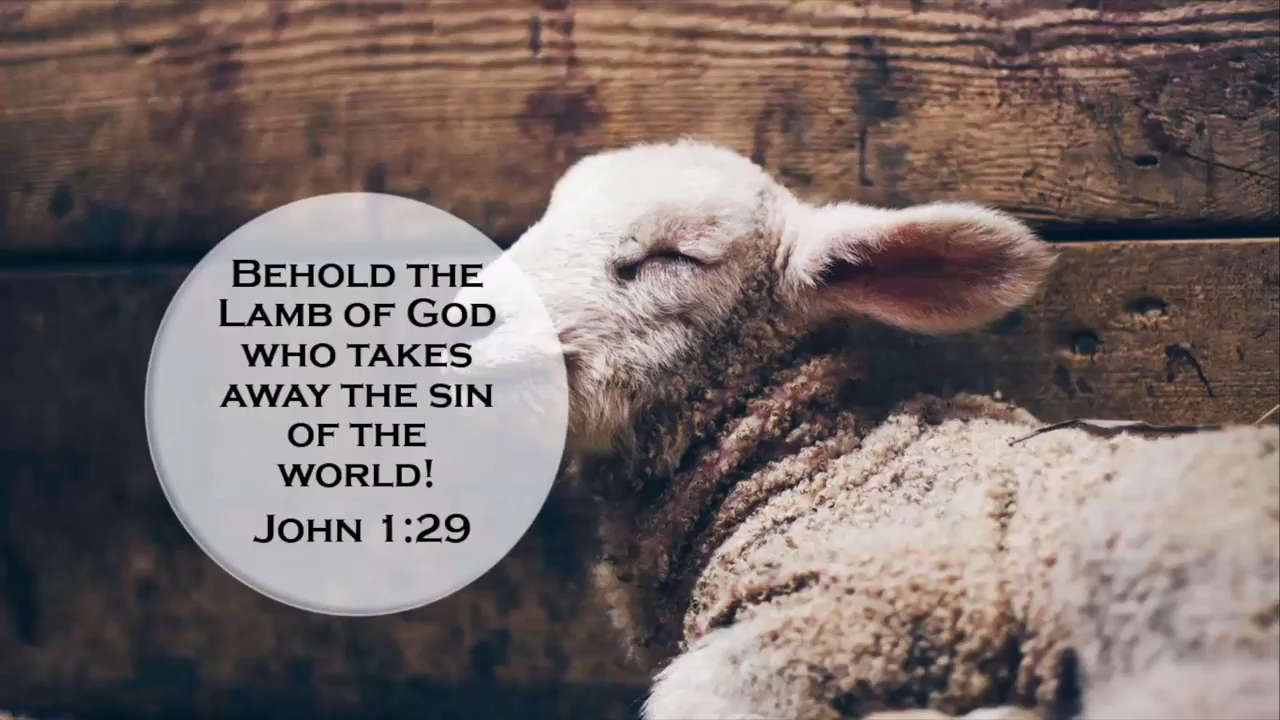 Behold the
Lamb of God
who takes
away the sin
of the
world!
John 1:29